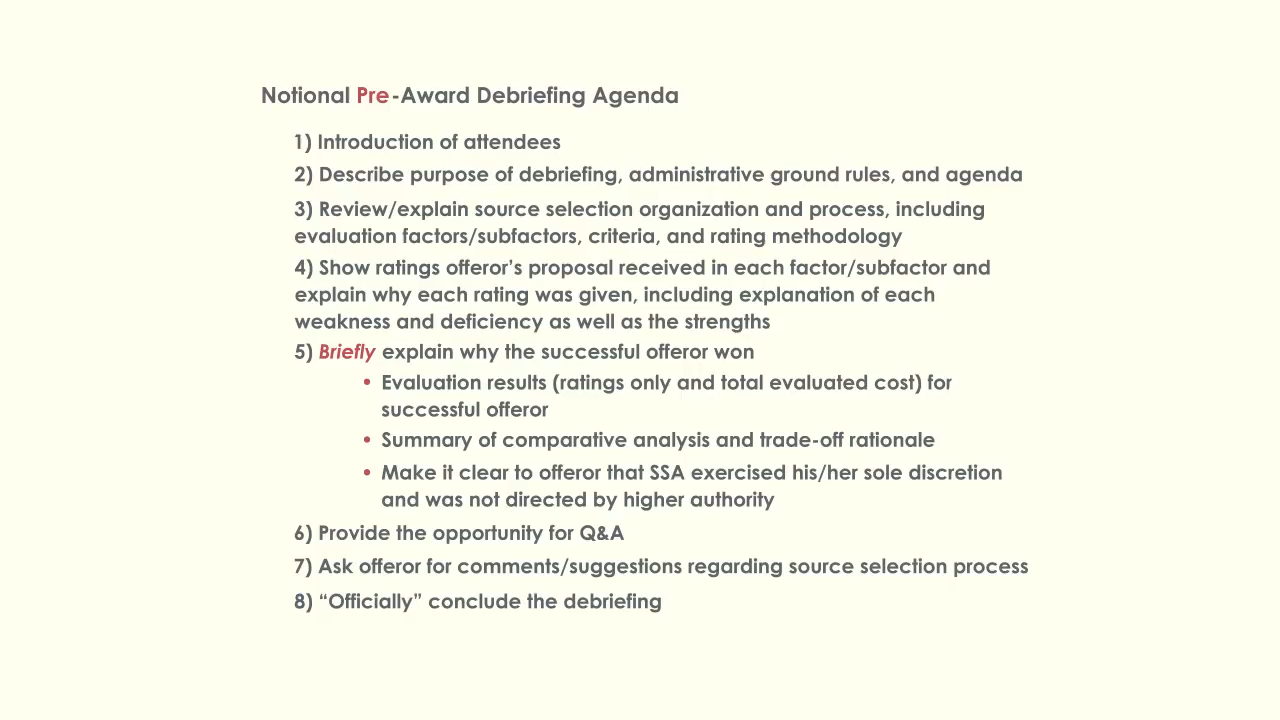 Notional Pre-Award Debriefing Agenda
1) Introduction of attendees
2) Describe purpose of debriefing, administrative ground rules, and agenda
3) Review/explain source selection organization and process, including
evaluation factors/subfactors, criteria, and rating methodology
4) Show ratings offeror’s proposal received in each factor/subfactor and
explain why each rating was given, including explanation of each
weakness and deficiency as well as the strengths
5) Briefly explain why the successful offeror won
• Evaluation results (ratings only and total evaluated cost) for
successful offeror
• Summary of comparative analysis and trade-off rationale
• Make it clear to offeror that SSA exercised his/her sole discretion
and was not directed by higher authority
6) Provide the opportunity for Q&A
7) Ask offeror for comments/suggestions regarding source selection process
8) “Officially” conclude the debriefing